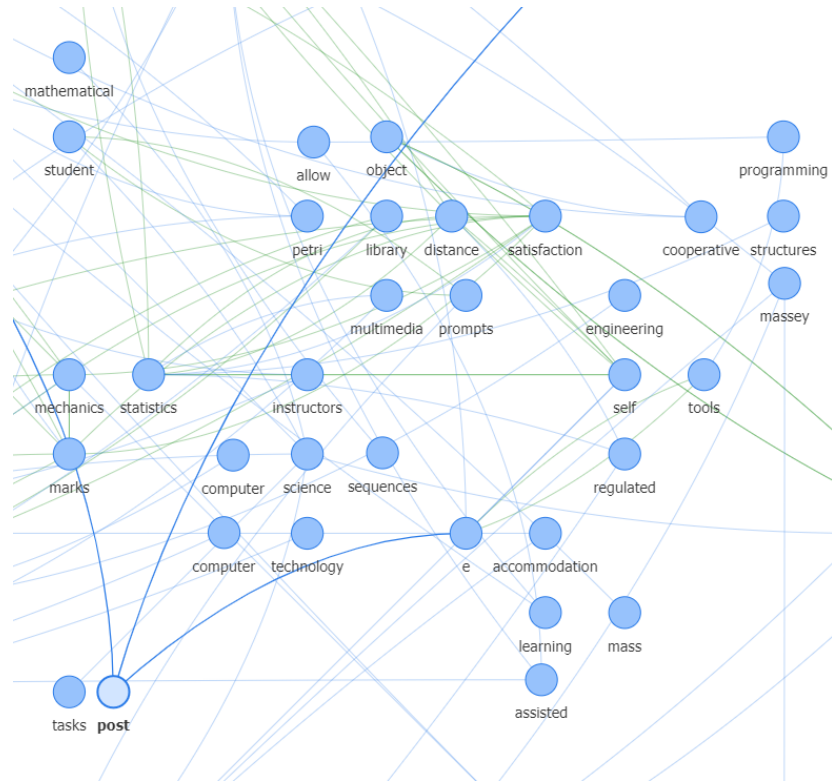 mathematical
student
allow
object
programming
petri
library
distance
satisfaction
cooperative
structures
multimedia
prompts
engineering
massey
mechanics
statistics
instructors
self
tools
marks
computer
science
sequences
regulated
computer
technology
e
accommodation
learning
mass
tasks
post
assisted